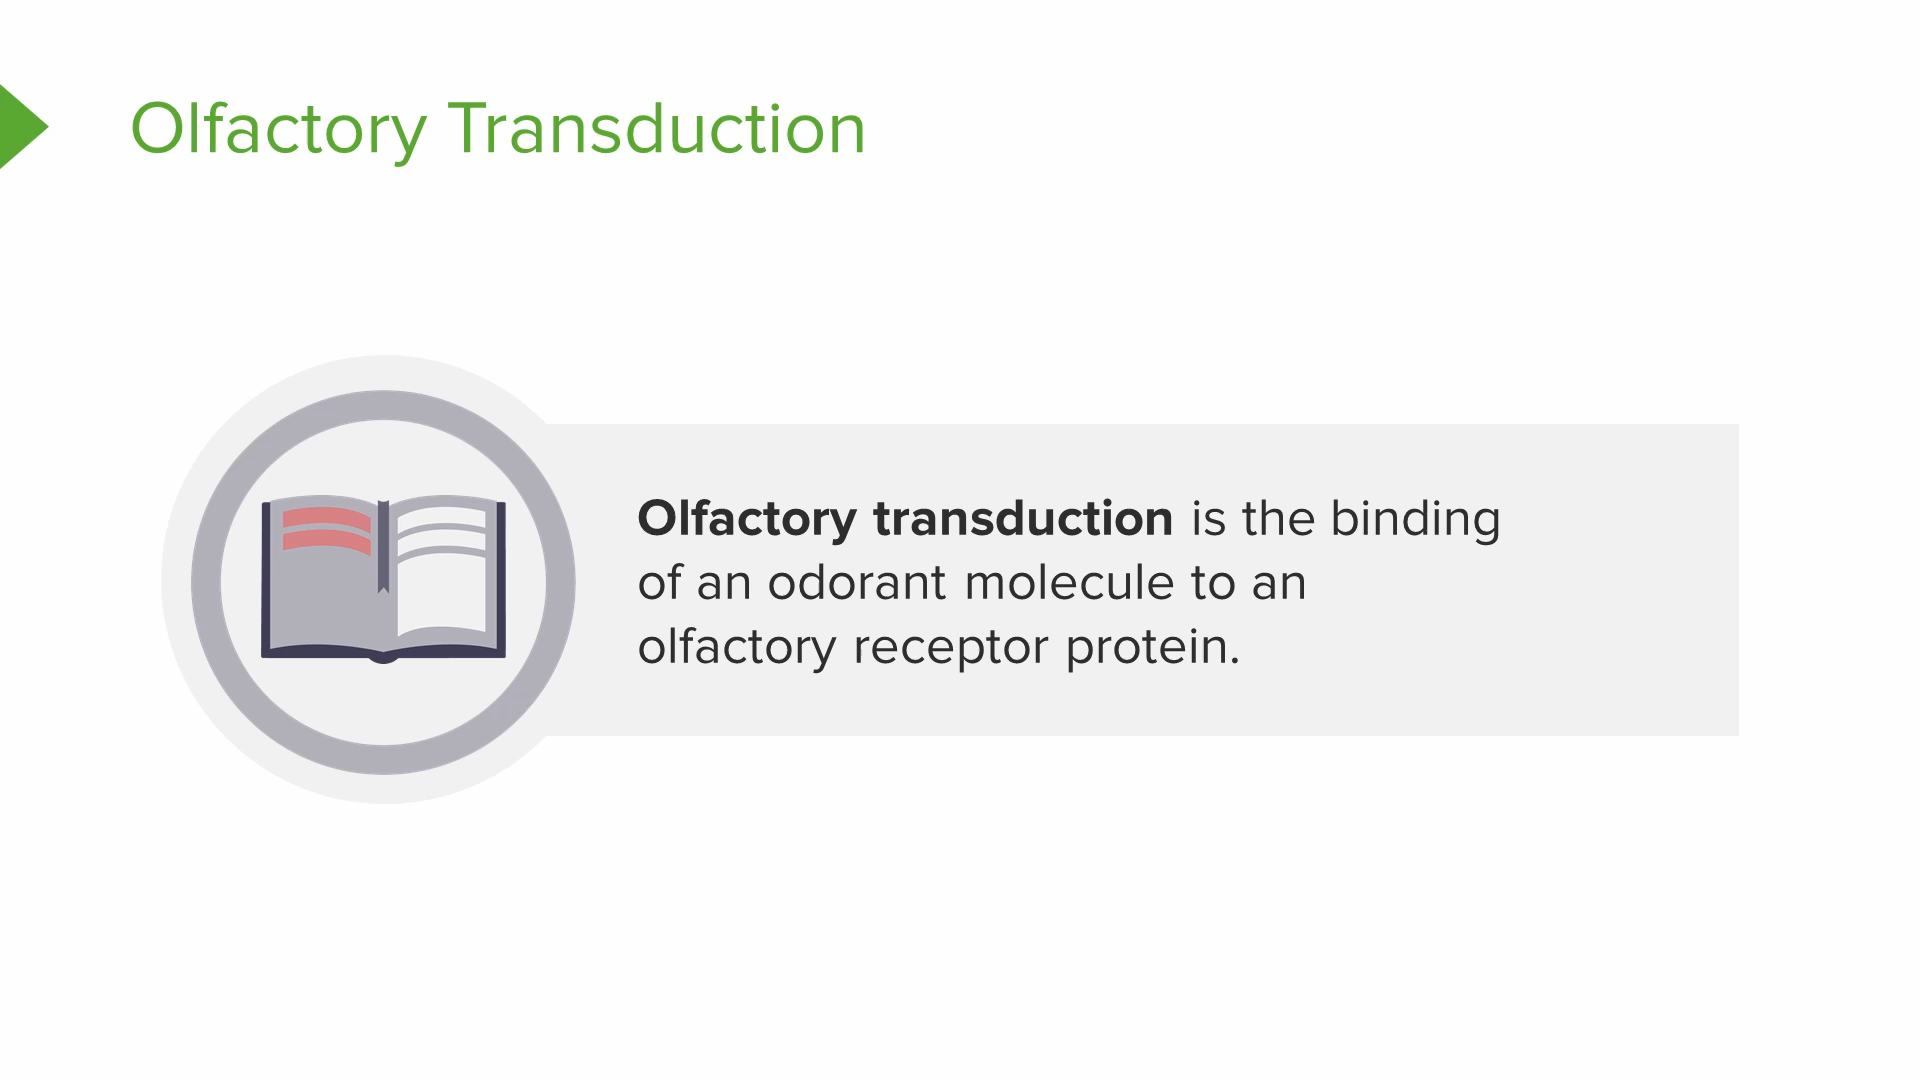 Olfactory Transduction
Olfactory transduction is the binding
of an odorant molecule to an
olfactory receptor protein.